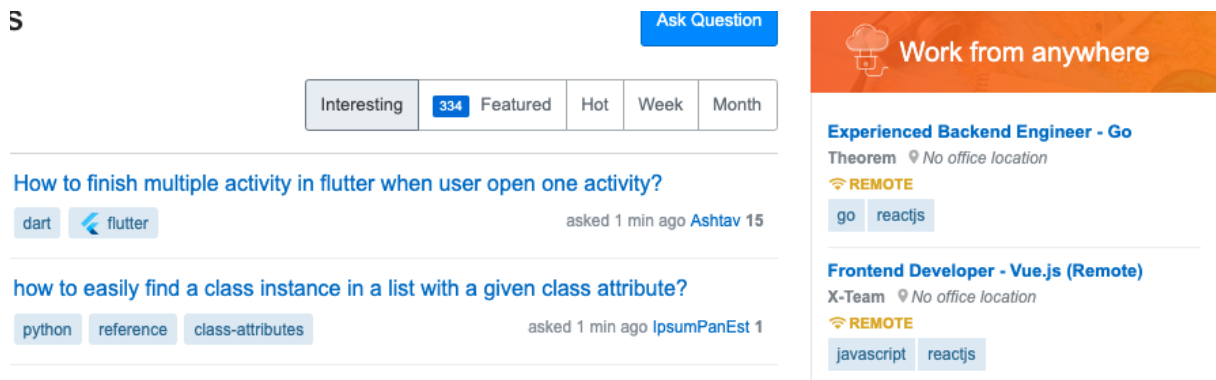 s
Ask Question
Interesting
334 Featured
Hot
Week
Month
How to finish multiple activity in flutter when user open one activity?
dart flutter
asked 1 min ago Ashtav 15
how to easily find a class instance in a list with a given class attribute?
python reference class-attributes
asked 1 min ago IpsumPanEst 1
Work from anywhere
Experienced Backend Engineer - Go
Theorem No office location
REMOTE
go reactjs
Frontend Developer - Vue.js (Remote)
X-Team No office location
REMOTE
javascript reactjs